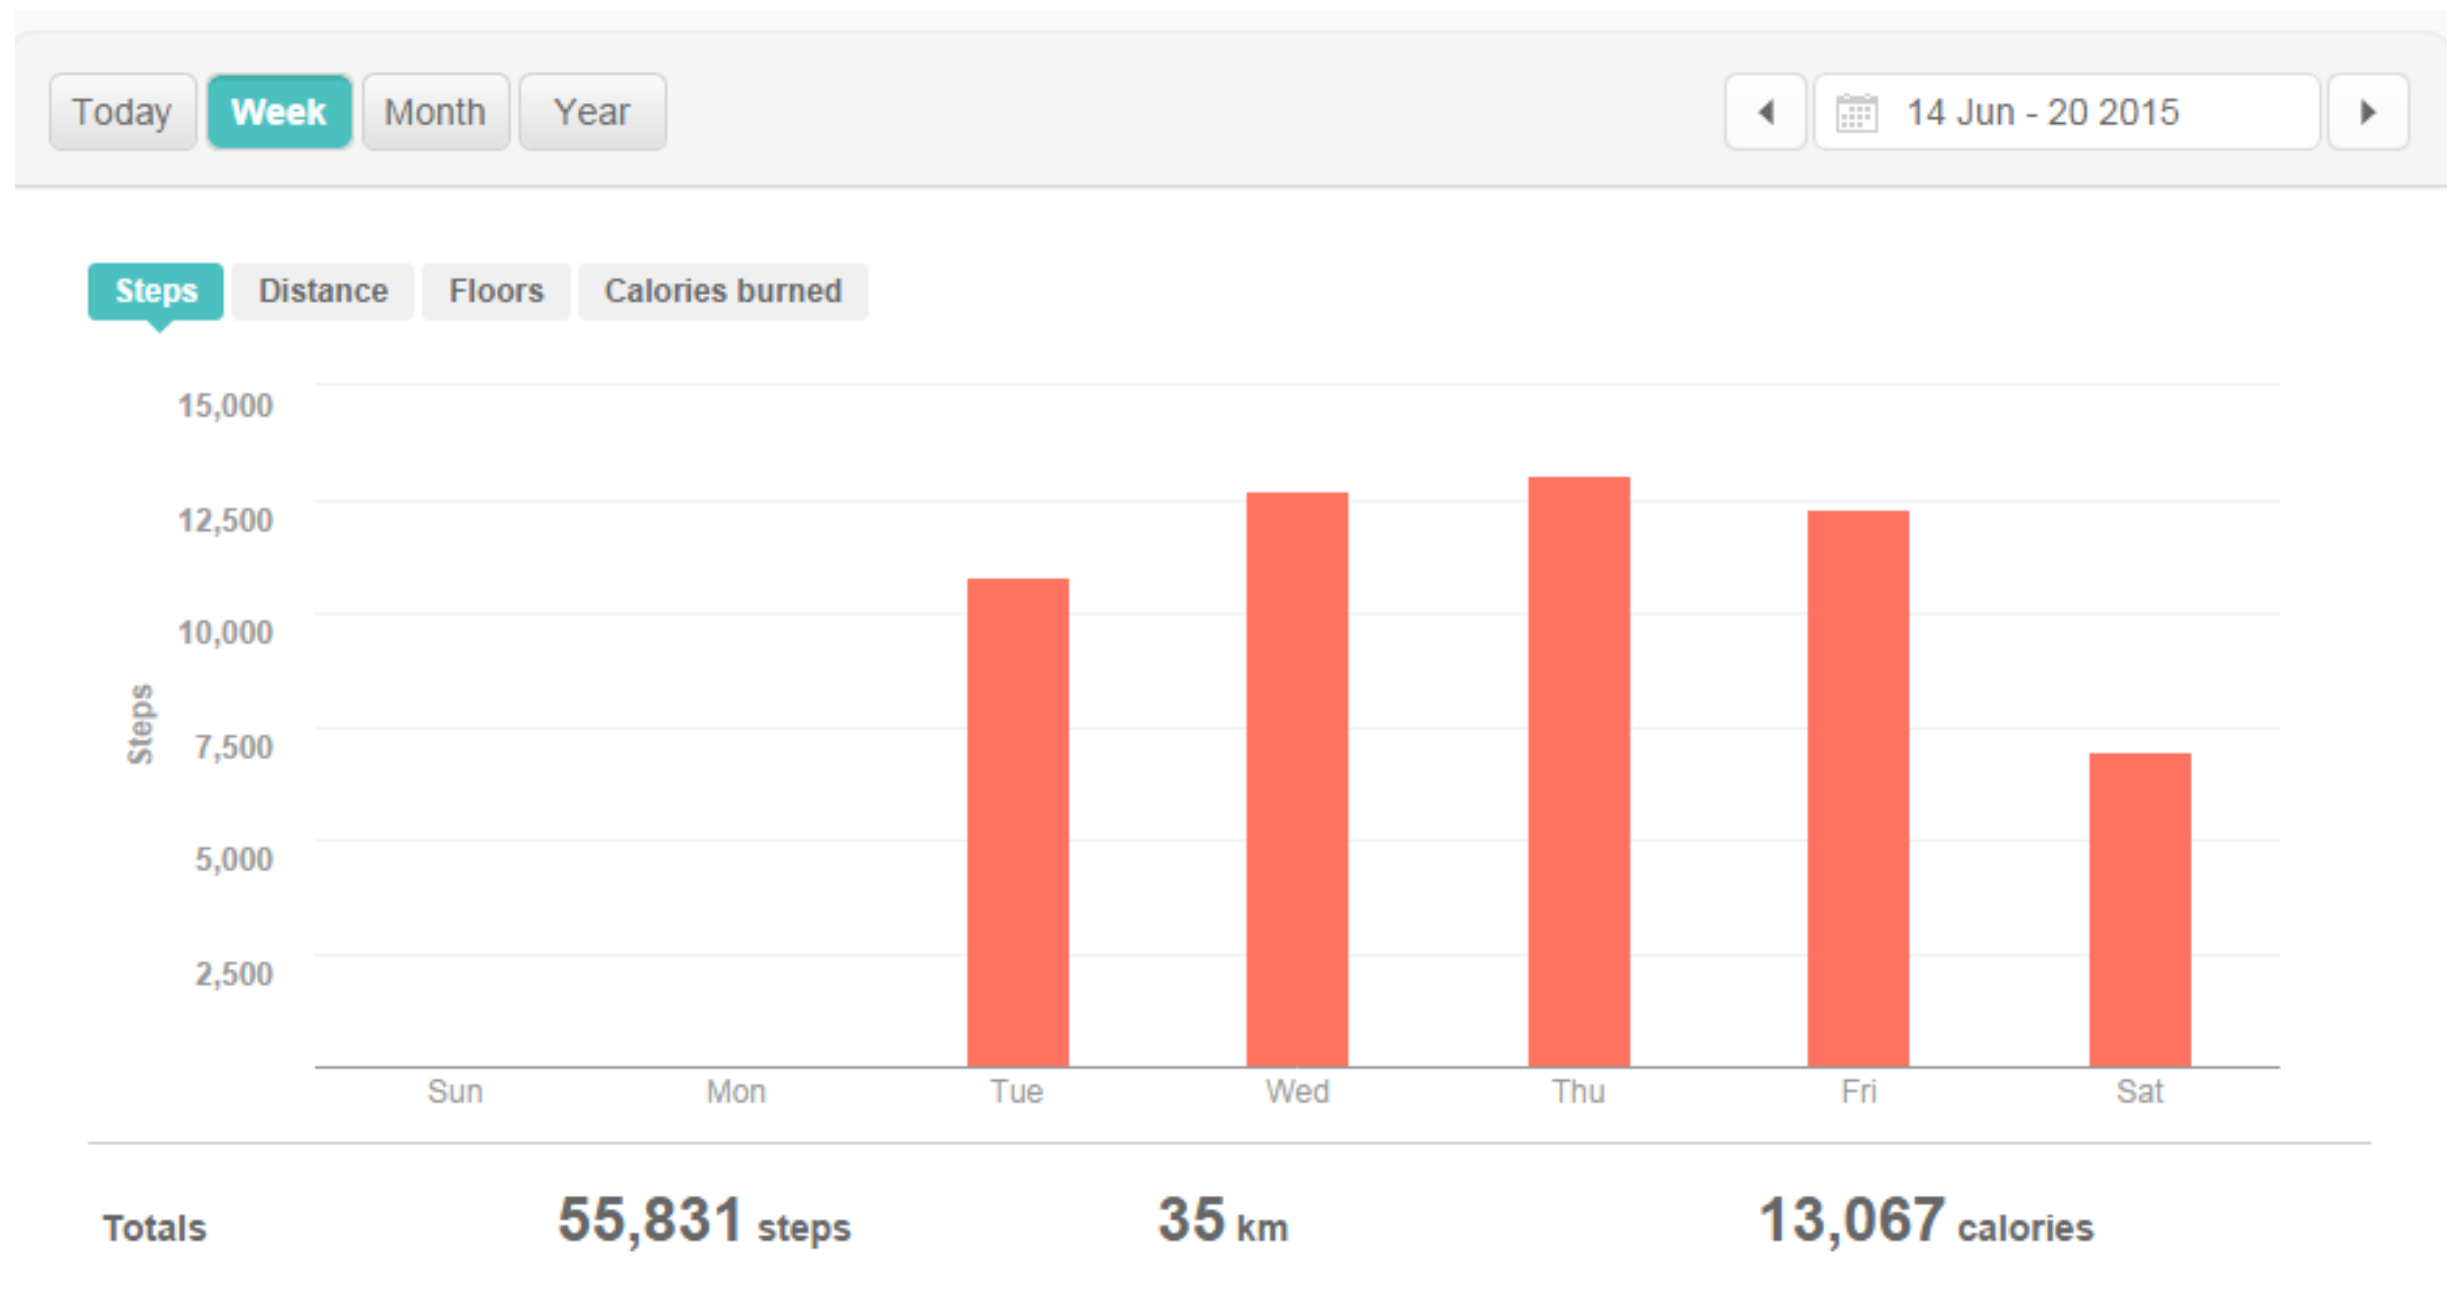 Today Week Month Year 14 Jun - 20 2015
Steps Distance Floors Calories burned
15,000
12,500
10,000
7,500
5,000
2,500
Steps
Sun Mon Tue Wed Thu Fri Sat
Totals 55,831 steps 35 km 13,067 calories